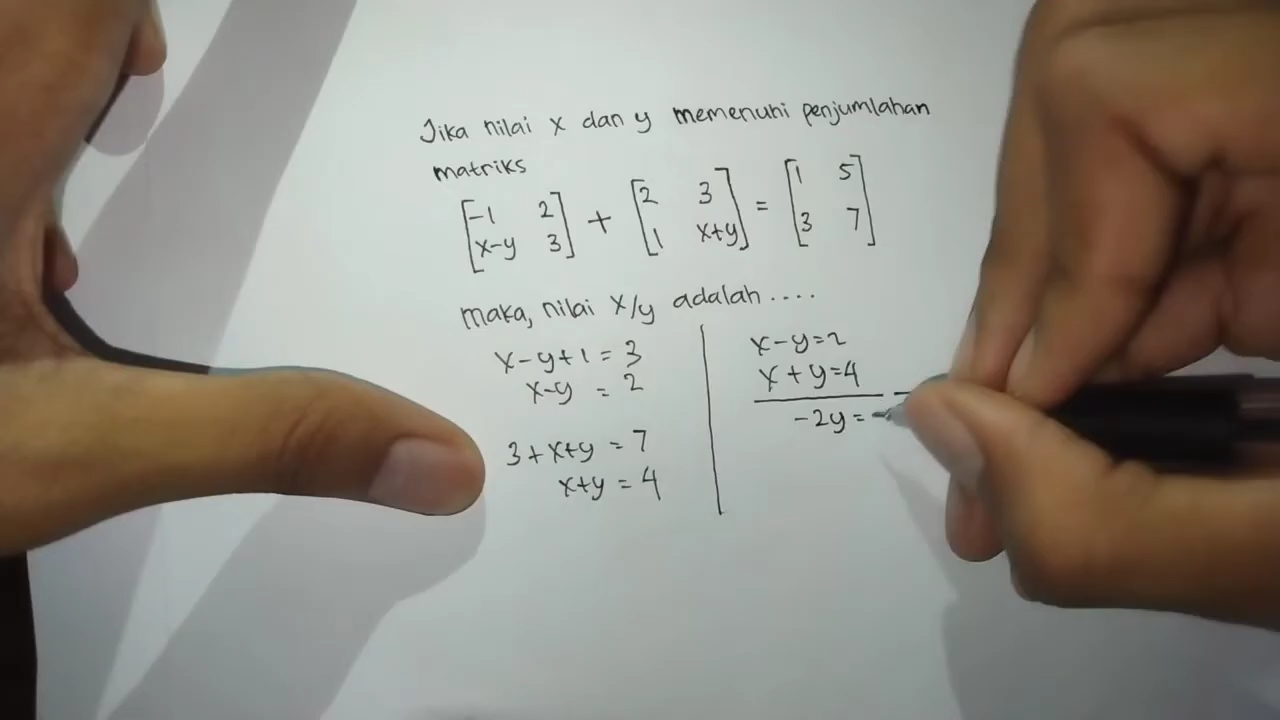 Jika nilai x dan y memenuhi penjumlahan
matriks
[-1 2] + [2 3] = [1 5]
[x-y 3] [1 x+y] [3 7]
maka, nilai x/y adalah....
x-y+1 = 3
x-y = 2
3+x+y = 7
x+y = 4
x-y=2
x+y=4
-2y=-